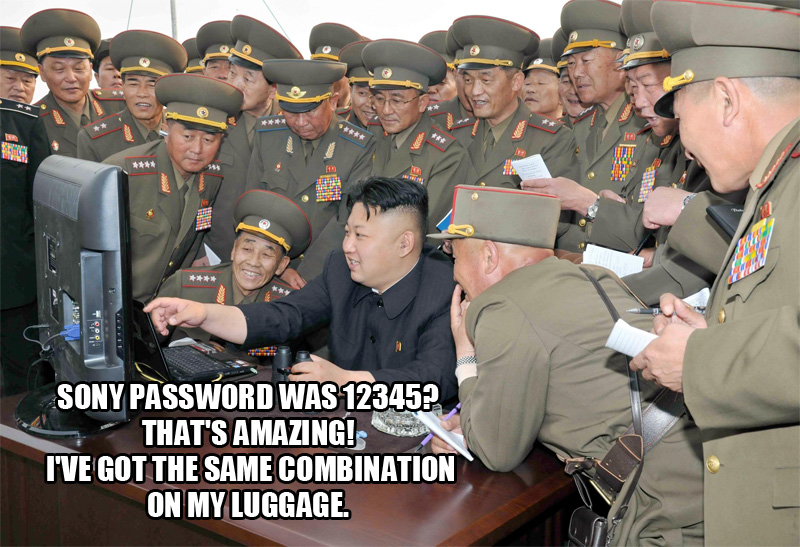 SONY PASSWORD WAS 12345?
THAT'S AMAZING!
I'VE GOT THE SAME COMBINATION
ON MY LUGGAGE.